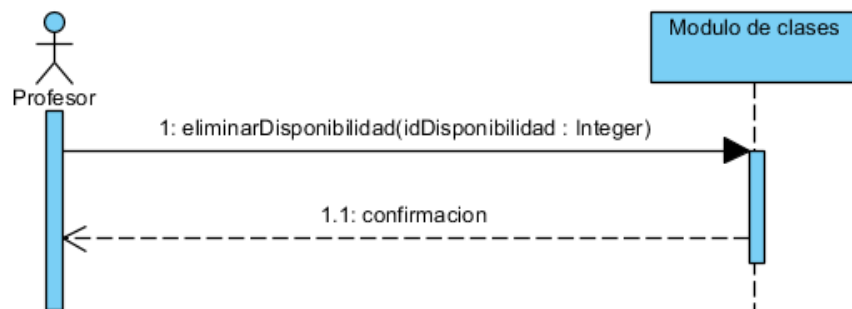 Modulo de clases
Profesor
1: eliminarDisponibilidad(idDisponibilidad : Integer)
1.1: confirmacion